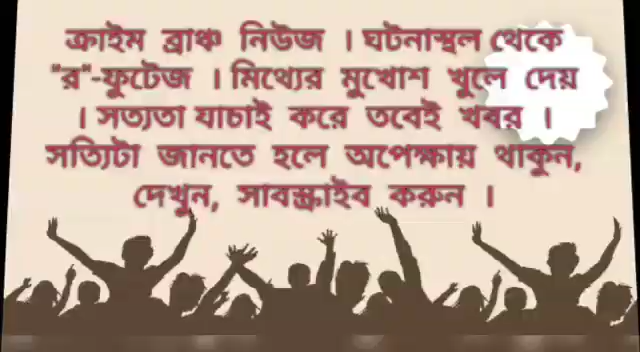 ক্রাইম ব্রাঞ্চ নিউজ । ঘটনাস্থল থেকে
"র"-ফুটেজ । মিথ্যের মুখোশ খুলে দেয়
। সত্যতা যাচাই করে তবেই খবর ।
সত্যিটা জানতে হলে অপেক্ষায় থাকুন,
দেখুন, সাবস্ক্রাইব করুন ।